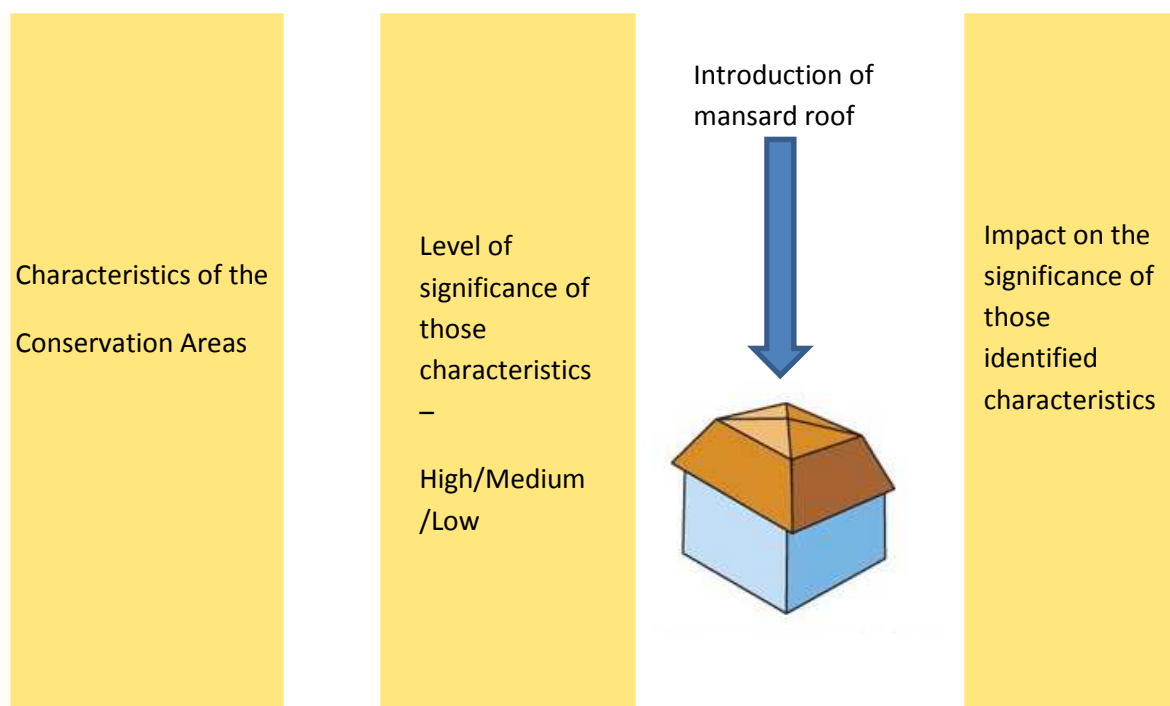 Characteristics of the
Conservation Areas
Level of
significance of
those
characteristics
–
High/Medium
/Low
Introduction of
mansard roof
Impact on the
significance of
those
identified
characteristics